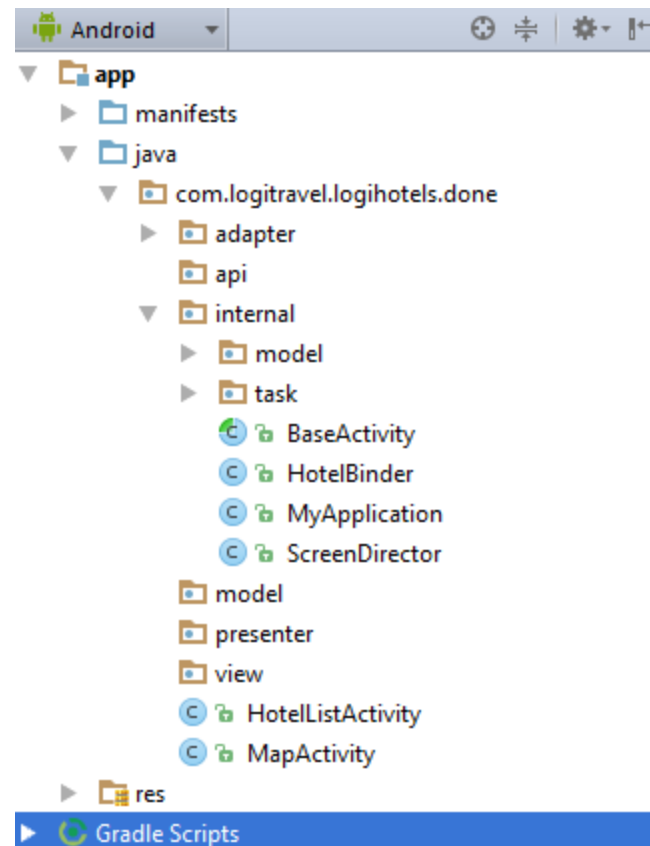 Android
app
manifests
java
com.logitravel.logihotels.done
adapter
api
internal
model
task
BaseActivity
HotelBinder
MyApplication
ScreenDirector
model
presenter
view
HotelListActivity
MapActivity
res
Gradle Scripts